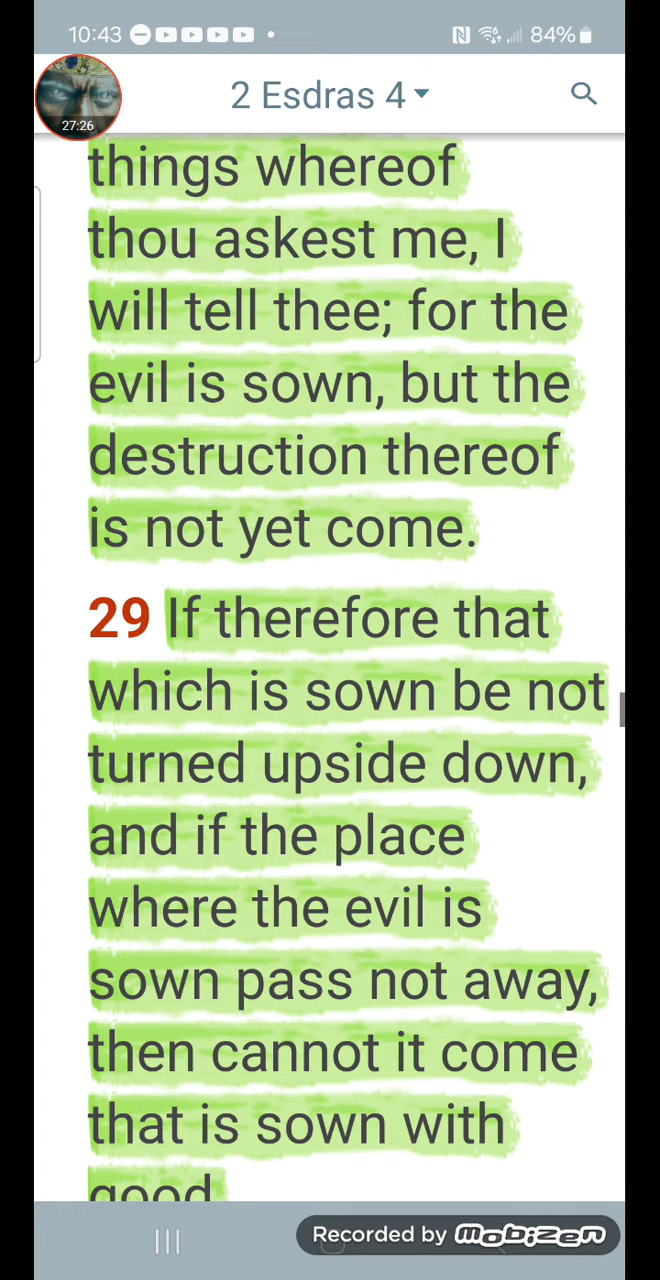 10:43
84%
27:26
2 Esdras 4
things whereof
thou askest me, I
will tell thee; for the
evil is sown, but the
destruction thereof
is not yet come.
29 If therefore that
which is sown be not
turned upside down,
and if the place
where the evil is
sown pass not away,
then cannot it come
that is sown with
good
Recorded by mobizen